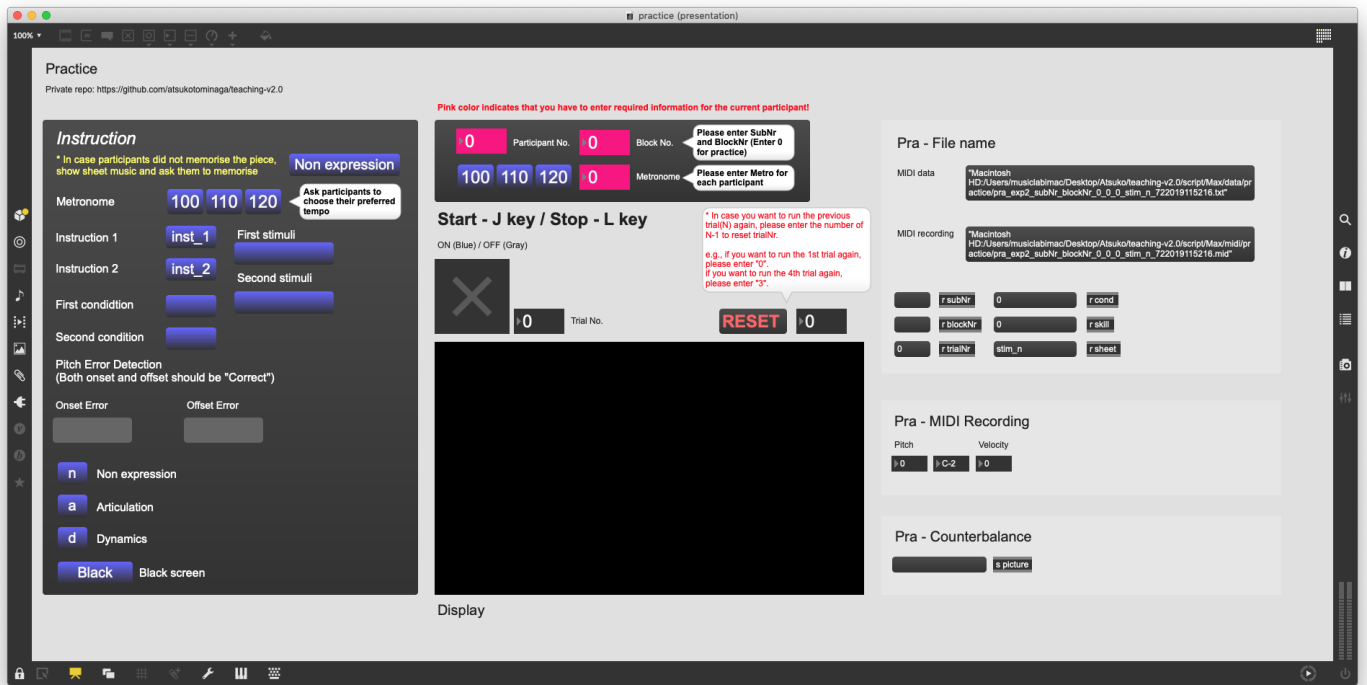 practice (presentation)
100%
Practice
Private repo: https://github.com/atsukotominaga/teaching-v2.0
Pink color indicates that you have to enter required information for the current participant!
Instruction
* In case participants did not memorise the piece,
show sheet music and ask them to memorise
Non expression
Metronome
100 110 120
Ask participants to
choose their preferred
tempo
Instruction 1
inst_1
First stimuli
Instruction 2
inst_2
Second stimuli
First condidtion
Second condition
Pitch Error Detection
(Both onset and offset should be "Correct")
Onset Error
Offset Error
n Non expression
a Articulation
d Dynamics
Black Black screen
0 Participant No.
0 Block No.
Please enter SubNr
and BlockNr (Enter 0
for practice)
100 110 120
0 Metronome
Please enter Metro for
each participant
Start - J key / Stop - L key
ON (Blue) / OFF (Gray)
* In case you want to run the previous
trial(N) again, please enter the number of
N-1 to reset trialNr.
e.g., if you want to run the 1st trial again,
please enter "0".
if you want to run the 4th trial again,
please enter "3".
0 Trial No.
RESET 0
Display
Pra - File name
MIDI data
"Macintosh
HD:/Users/musiclabimac/Desktop/Atsuko/teaching-v2.0/script/Max/data/pr
actice/pra_exp2_subNr_blockNr_0_0_0_stim_n_722019115216.txt"
MIDI recording
"Macintosh
HD:/Users/musiclabimac/Desktop/Atsuko/teaching-v2.0/script/Max/midi/pr
actice/pra_exp2_subNr_blockNr_0_0_0_stim_n_722019115216.mid"
r subNr 0 r cond
r blockNr 0 r skill
0 r trialNr stim_n r sheet
Pra - MIDI Recording
Pitch Velocity
0 C-2 0
Pra - Counterbalance
s picture